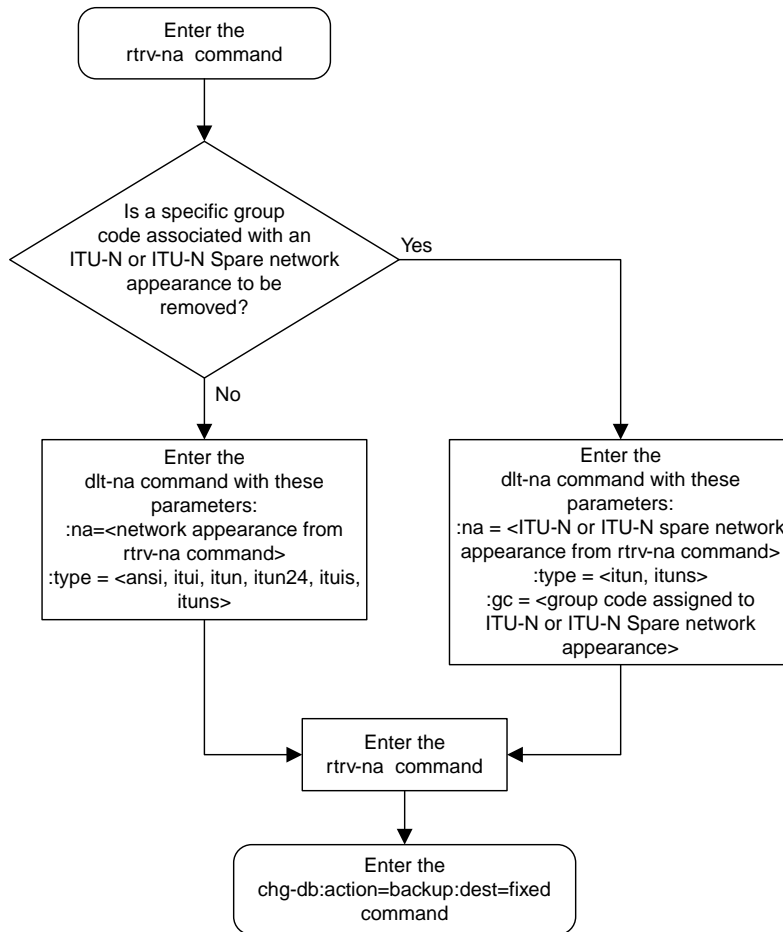 Enter the
rtrv-na command
Is a specific group
code associated with an
ITU-N or ITU-N Spare network
appearance to be
removed?
Yes
No
Enter the
dlt-na command with these
parameters:
:na=<network appearance from
rtrv-na command>
:type = <ansi, itui, itun, itun24, ituis,
ituns>
Enter the
dlt-na command with these
parameters:
:na = <ITU-N or ITU-N spare network
appearance from rtrv-na command>
:type = <itun, ituns>
:gc = <group code assigned to
ITU-N or ITU-N Spare network
appearance>
Enter the
rtrv-na command
Enter the
chg-db:action=backup:dest=fixed
command